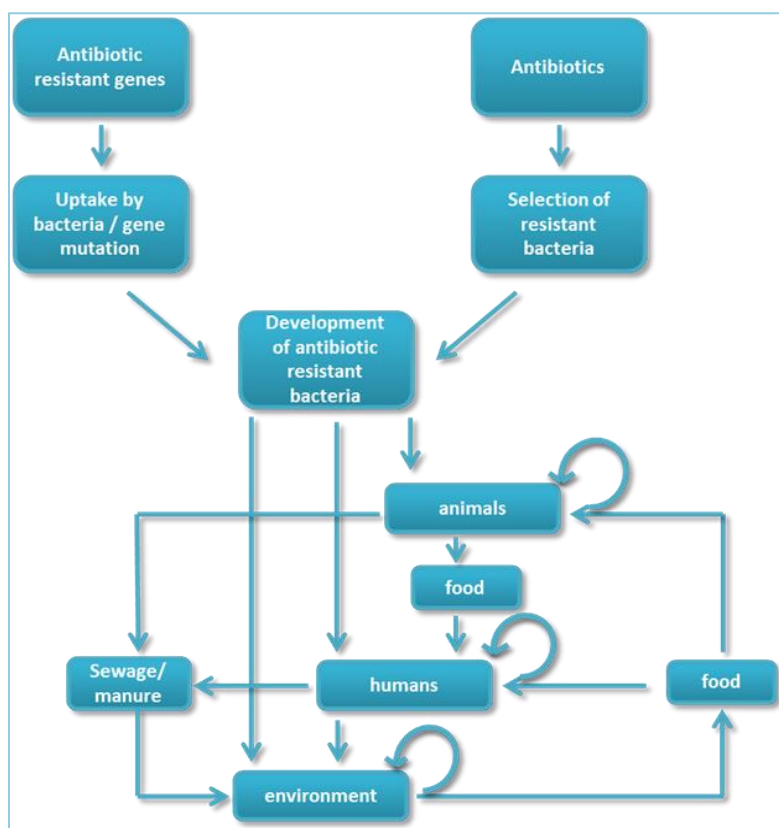 Antibiotic
resistant genes
Antibiotics
Uptake by
bacteria / gene
mutation
Selection of
resistant
bacteria
Development
of antibiotic
resistant
bacteria
animals
food
Sewage/
manure
humans
food
environment